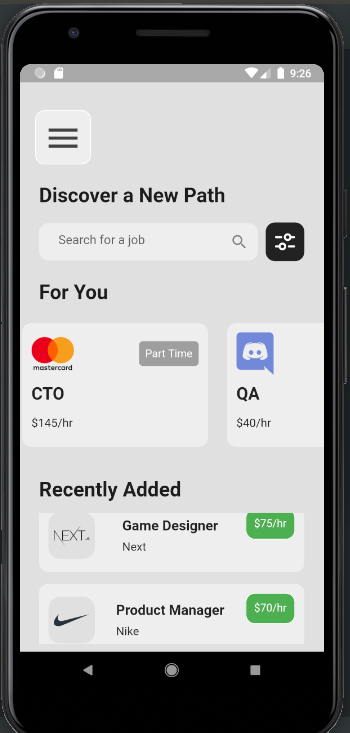 9:26
Discover a New Path
Search for a job
For You
mastercard
Part Time
CTO
$145/hr
QA
$40/hr
Recently Added
NEXT
Game Designer
Next
$75/hr
Product Manager
Nike
$70/hr